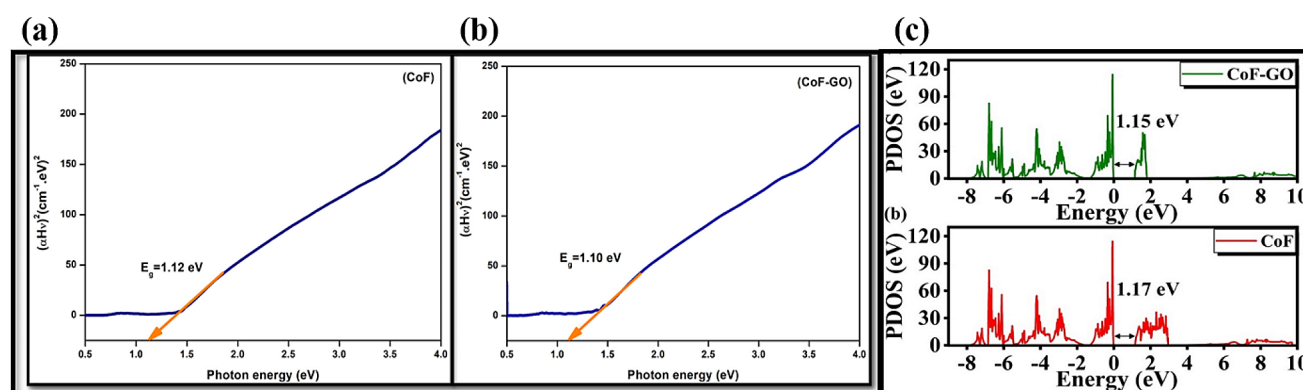 (a)
(b)
(c)
(CoF)
250
200
150
100
50
0
(αHν)²(cm⁻¹.eV)²
E_g=1.12 eV
0.5 1.0 1.5 2.0 2.5 3.0 3.5 4.0
Photon energy (eV)
(CoF-GO)
250
200
150
100
50
0
(αHν)²(cm⁻¹.eV)²
E_g=1.10 eV
0.5 1.0 1.5 2.0 2.5 3.0 3.5 4.0
Photon energy (eV)
CoF-GO
120
90
60
30
0
PDOS (eV)
1.15 eV
-8 -6 -4 -2 0 2 4 6 8 10
Energy (eV)
(b)
CoF
120
90
60
30
0
PDOS (eV)
1.17 eV
-8 -6 -4 -2 0 2 4 6 8 10
Energy (eV)